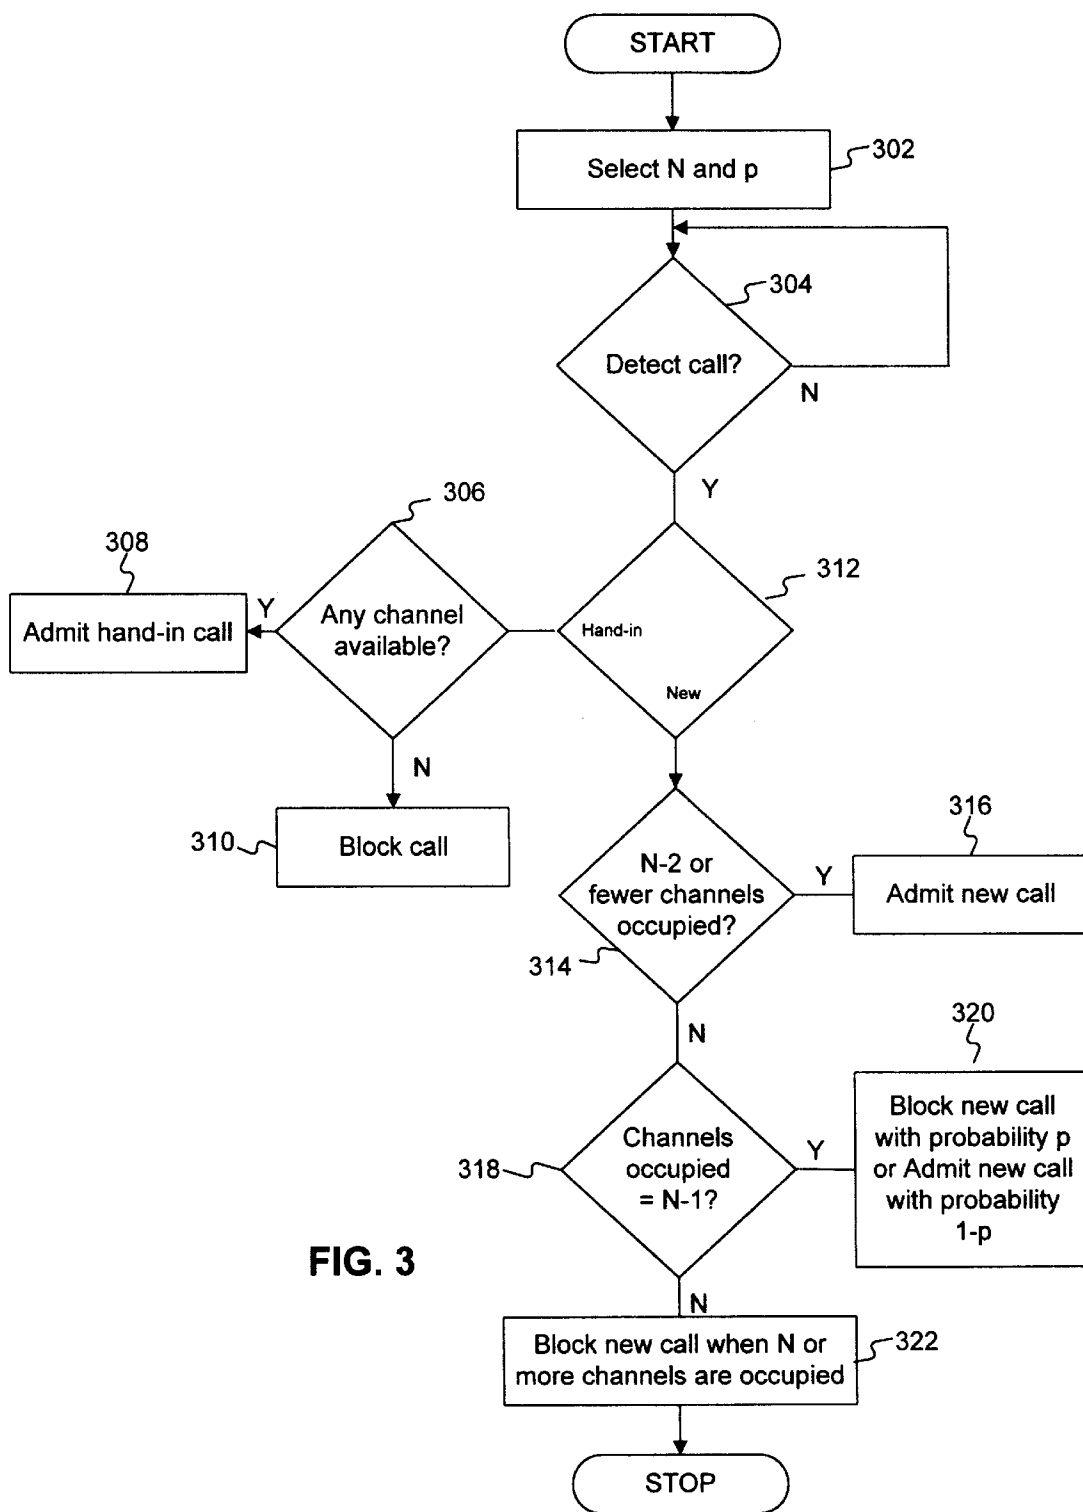 START
302
Select N and p
304
Detect call?
N
Y
306
308
312
Y
Any channel
available?
Admit hand-in call
Hand-in
New
N
310
Block call
316
N-2 or
fewer channels
occupied?
Y
Admit new call
314
N
320
Block new call
with probability p
or Admit new call
with probability
1-p
Channels
occupied
= N-1?
Y
318
FIG. 3
N
Block new call when N or
more channels are occupied
322
STOP